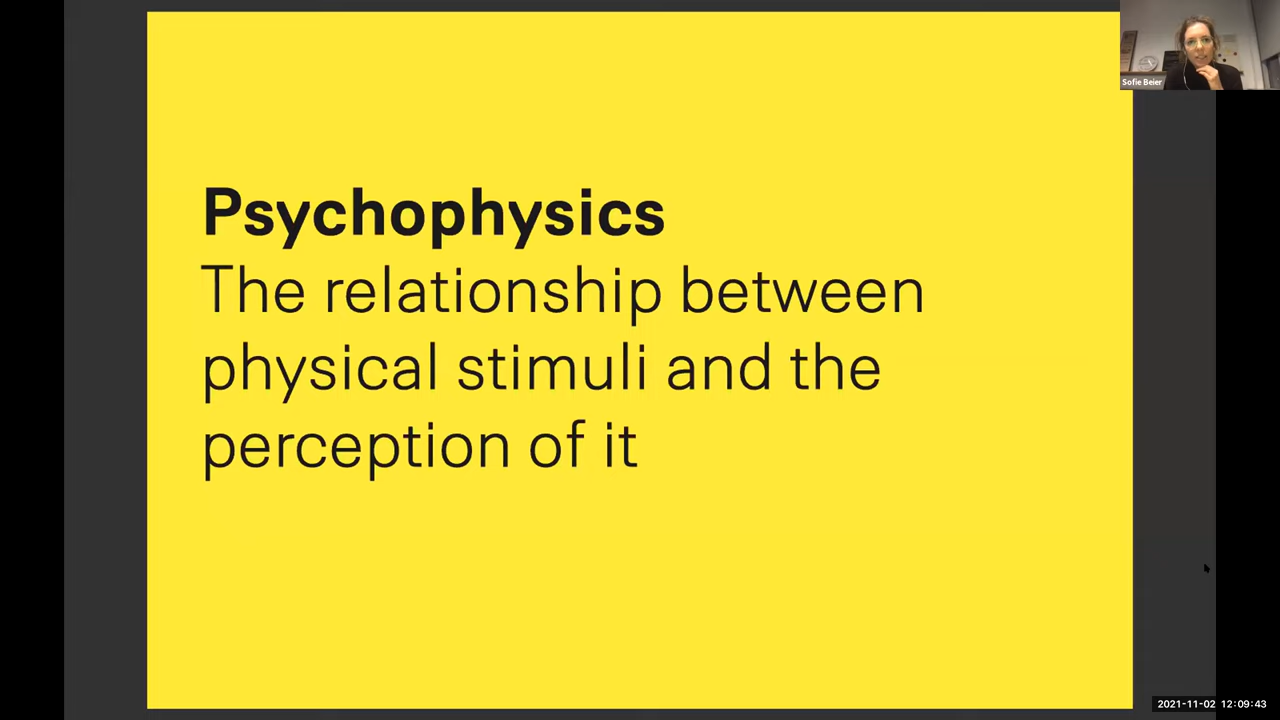 Psychophysics
The relationship between
physical stimuli and the
perception of it
Sofie Beier
2021-11-02 12:09:43